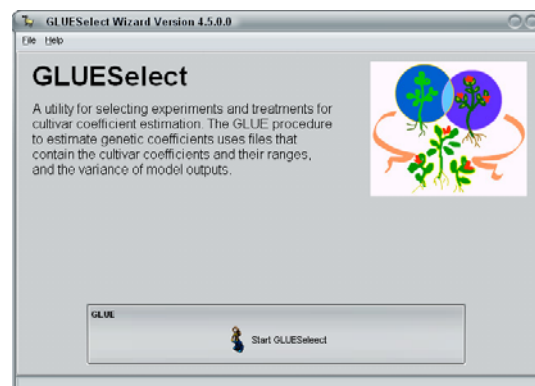 GLUESelect Wizard Version 4.5.0.0
File Help
GLUESelect
A utility for selecting experiments and treatments for
cultivar coefficient estimation. The GLUE procedure
to estimate genetic coefficients uses files that
contain the cultivar coefficients and their ranges,
and the variance of model outputs.
GLUE
Start GLUESeleect